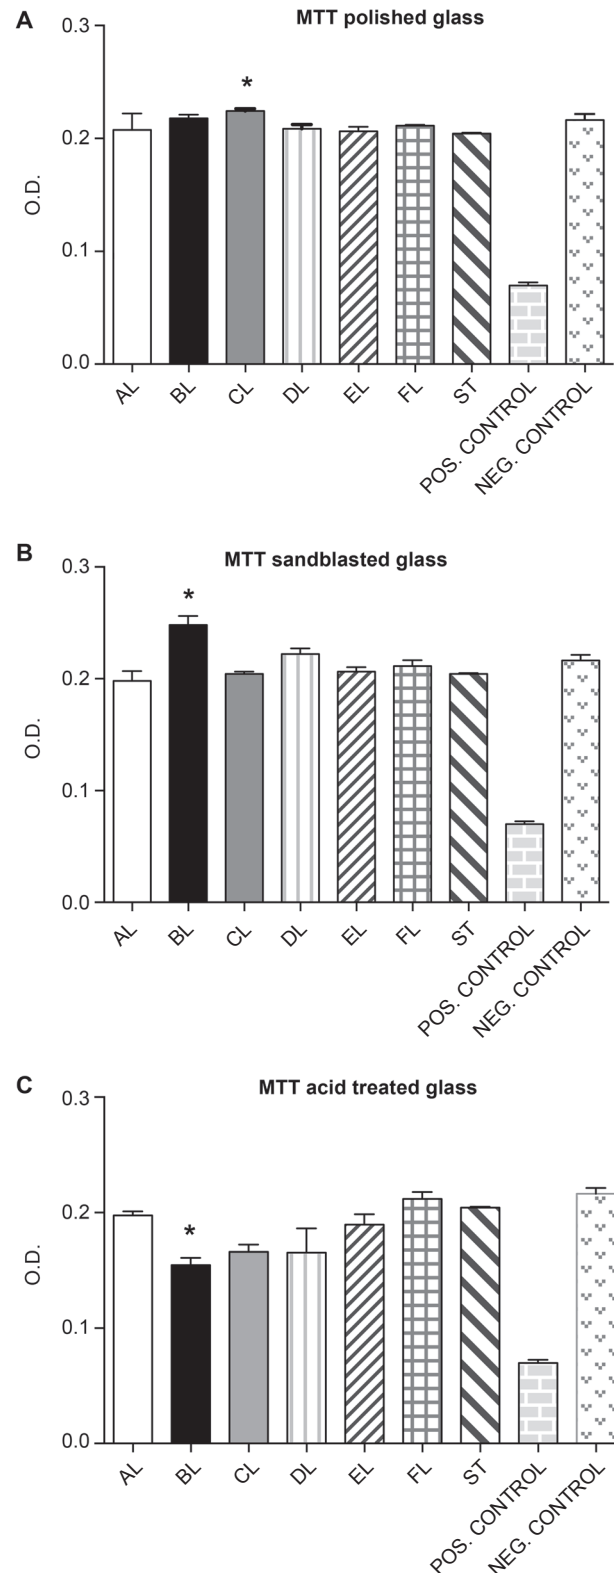 A
MTT polished glass
0.3
*
0.2
O.D.
0.1
0.0
AL
BL
CL
DL
EL
FL
ST
POS. CONTROL
NEG. CONTROL
B
MTT sandblasted glass
0.3
*
0.2
O.D.
0.1
0.0
AL
BL
CL
DL
EL
FL
ST
POS. CONTROL
NEG. CONTROL
C
MTT acid treated glass
0.3
0.2
*
O.D.
0.1
0.0
AL
BL
CL
DL
EL
FL
ST
POS. CONTROL
NEG. CONTROL